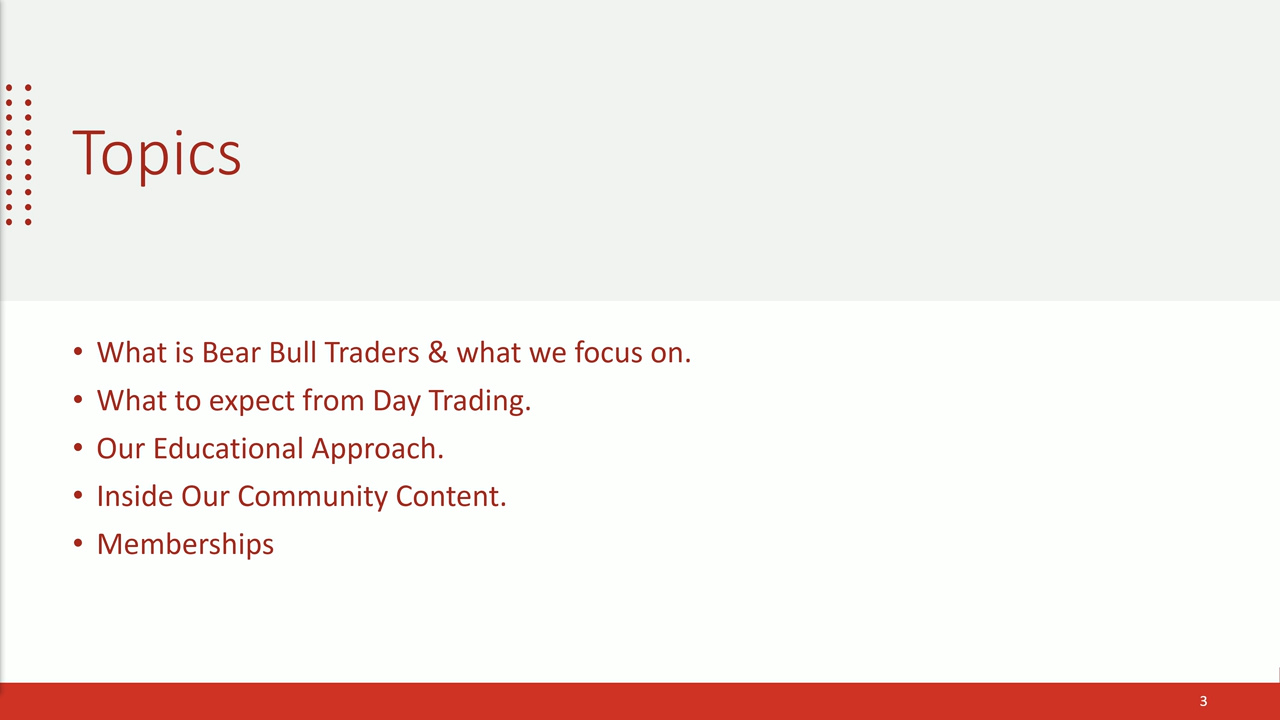 Topics
• What is Bear Bull Traders & what we focus on.
• What to expect from Day Trading.
• Our Educational Approach.
• Inside Our Community Content.
• Memberships
3